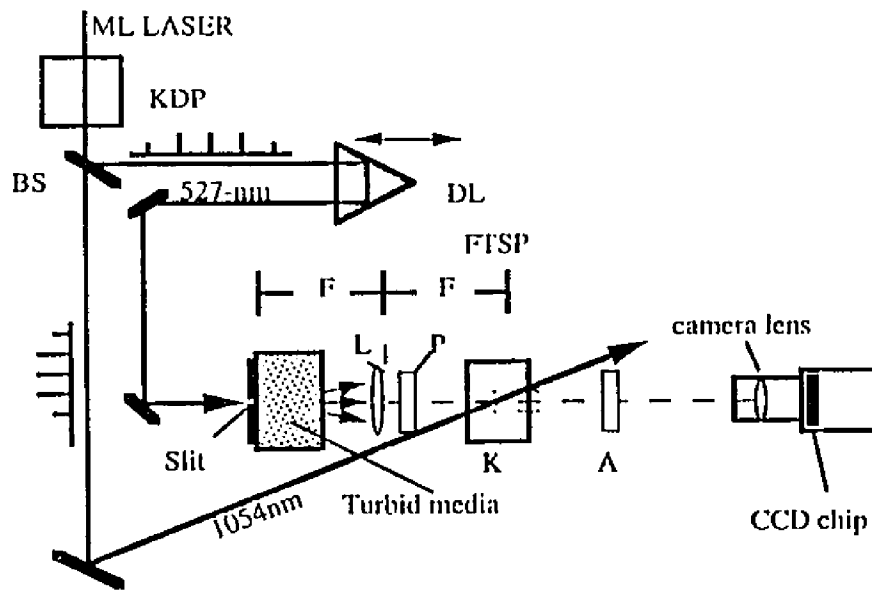 ML LASER
KDP
BS
527-nm
DL
FTSP
F
F
L
P
camera lens
Slit
K
A
Turbid media
1054nm
CCD chip